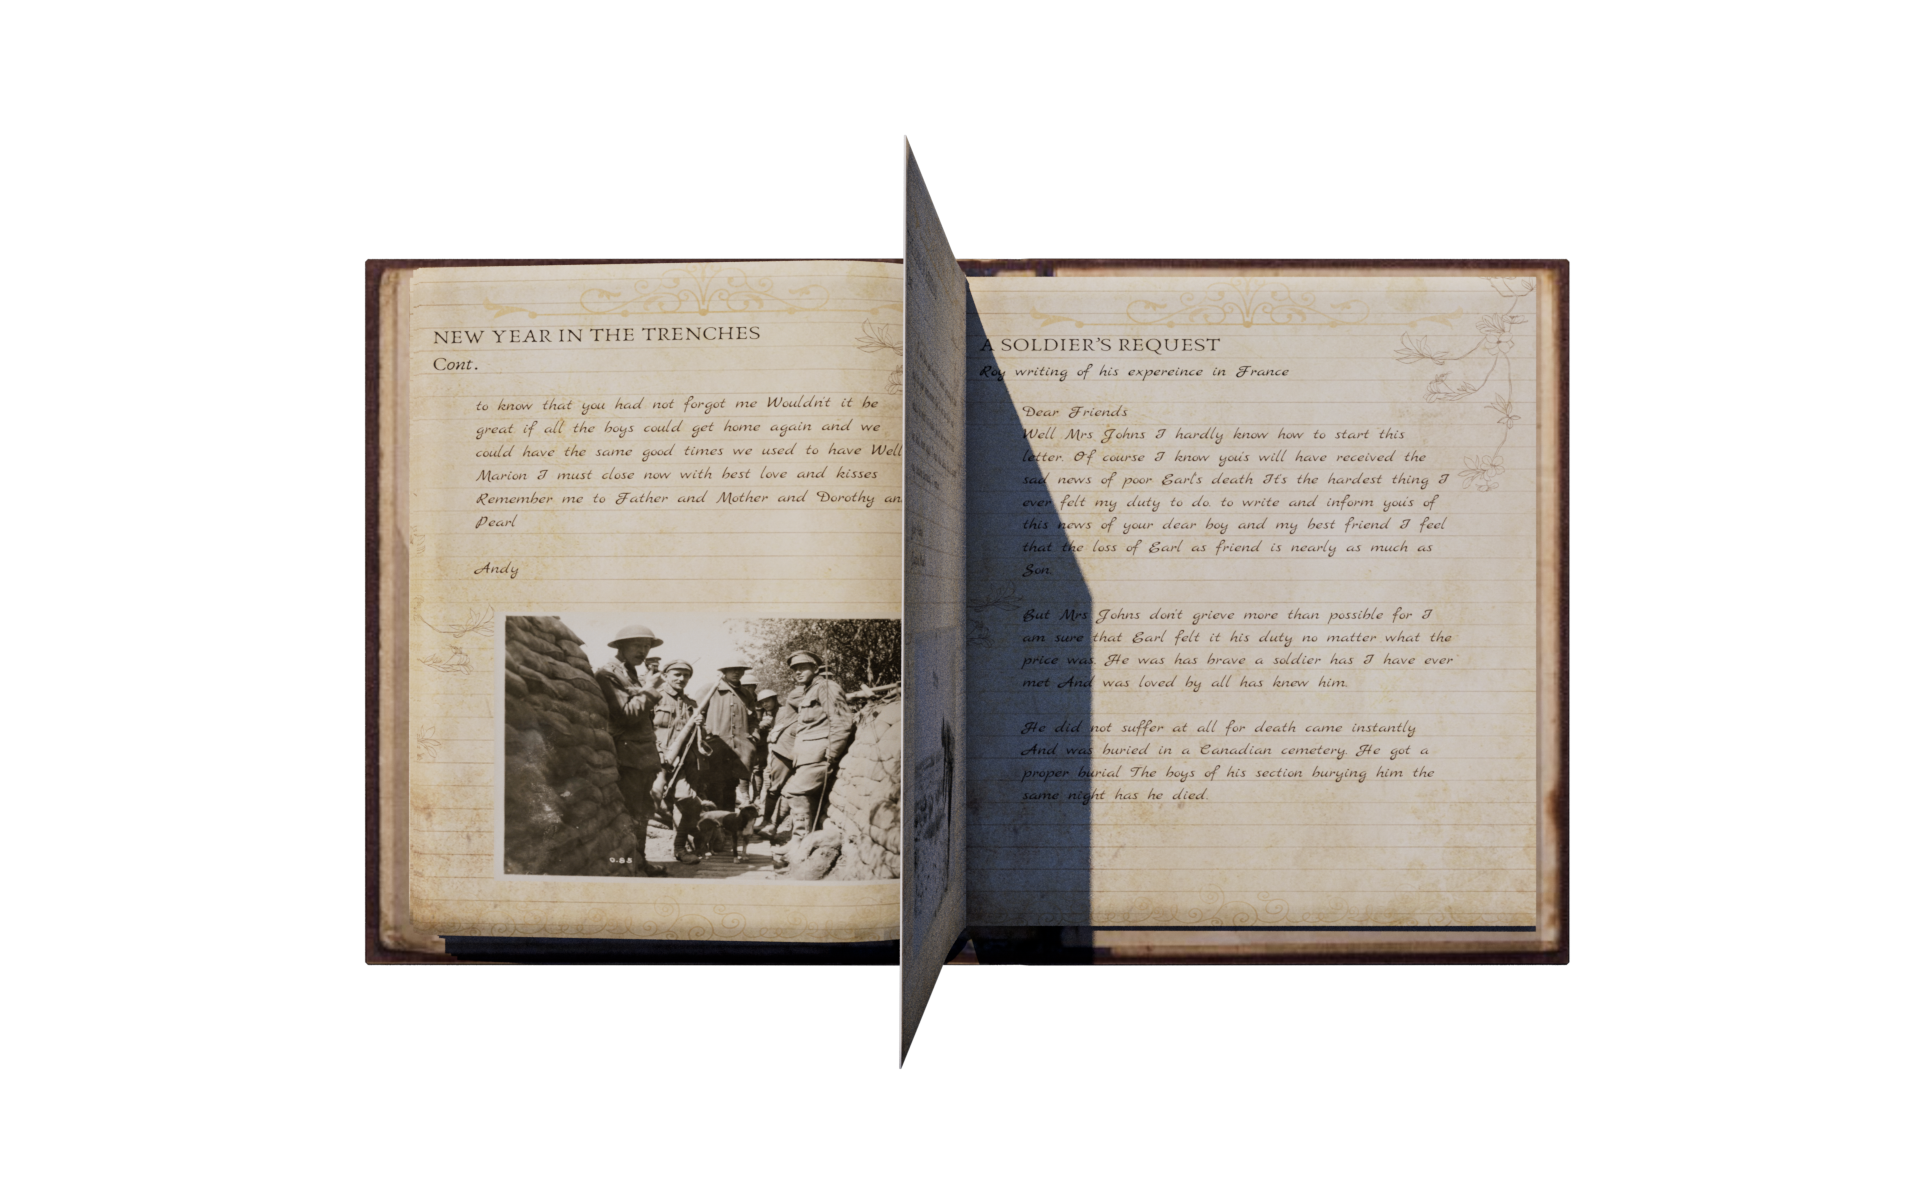 NEW YEAR IN THE TRENCHES
Cont.
to know that you had not forgot me Wouldn't it be
great if all the boys could get home again and we
could have the same good times we used to have Well
Marion I must close now with best love and kisses
Remember me to Father and Mother and Dorothy an
Pearl
Andy
A SOLDIER'S REQUEST
Roy writing of his expereince in France
Dear Friends
Well Mrs Johns I hardly know how to start this
letter. Of course I know yous will have received the
sad news of poor Earl's death It's the hardest thing I
ever felt my duty to do. to write and inform you's of
this news of your dear boy and my best friend I feel
that the loss of Earl as friend is nearly as much as
Son.
But Mrs Johns don't grieve more than possible for I
am sure that Earl felt it his duty no matter what the
price was. He was has brave a soldier has I have ever
met And was loved by all has knew him.
He did not suffer at all for death came instantly
And was buried in a Canadian cemetery. He got a
proper burial The boys of his section burying him the
same night has he died.